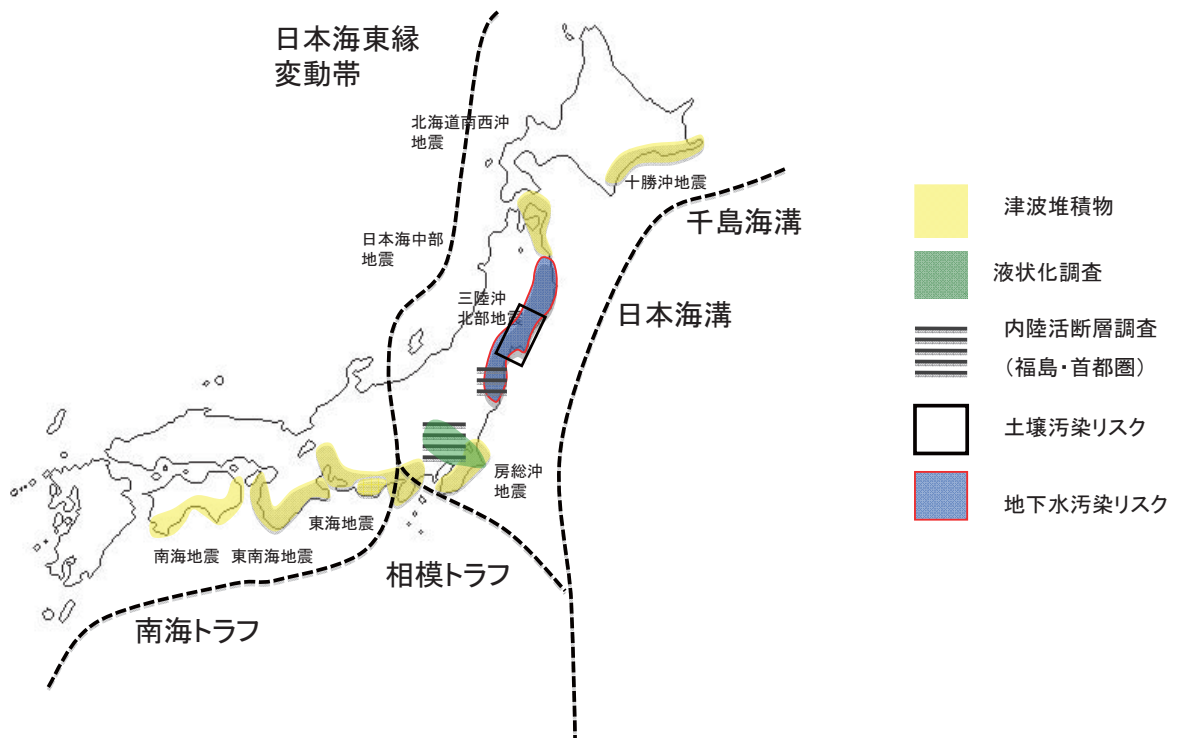 日本海東縁
変動帯
北海道南西沖
地震
十勝沖地震
千島海溝
日本海中部
地震
三陸沖
北部地震
日本海溝
房総沖
地震
東海地震
南海地震
東南海地震
相模トラフ
南海トラフ
津波堆積物
液状化調査
内陸活断層調査
(福島・首都圏)
土壌汚染リスク
地下水汚染リスク